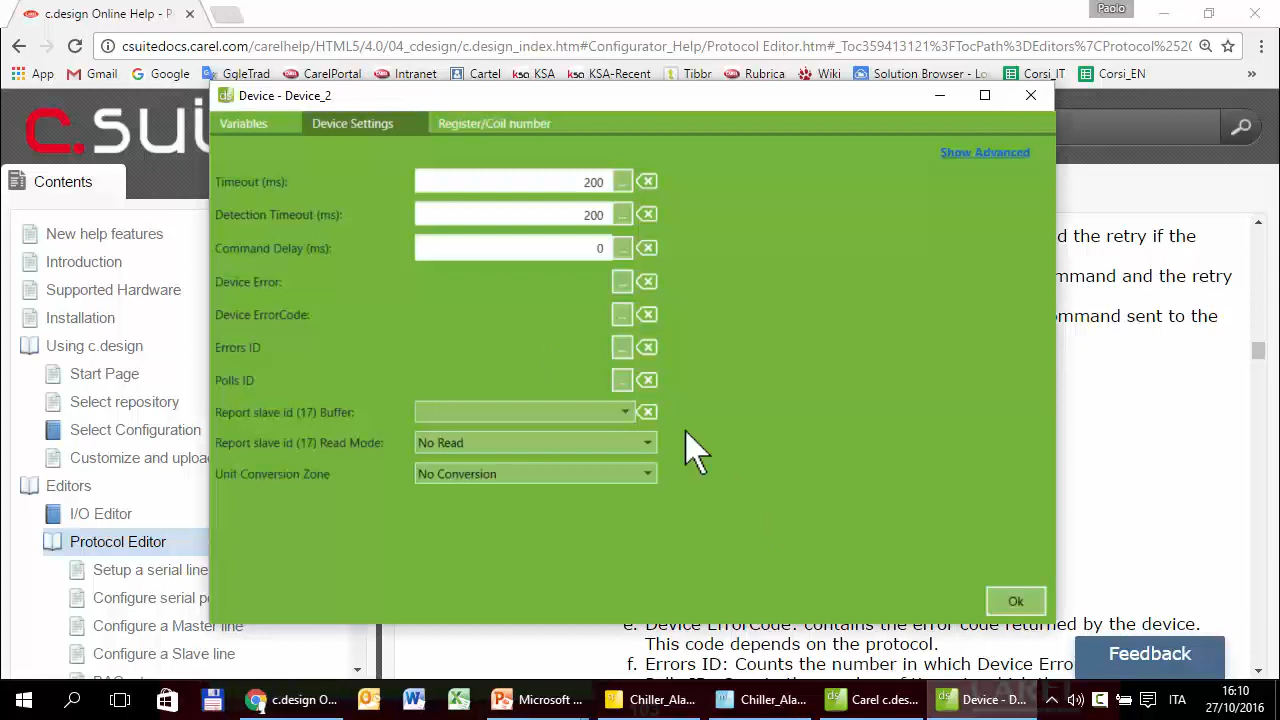 c.design Online Help - P
Paolo
csuitedocs.carel.com/carelhelp/HTML5/4.0/04_cdesign/c.design_index.htm#Configurator_Help/Protocol Editor.htm#_Toc359413121%3FTocPath%3DEditors%7CProtocol%252
App
Gmail
Google
GgleTrad
CarelPortal
Intranet
Cartel
KSA
KSA-Recent
Tibbr
Rubrica
Wiki
Solution Browser - Lo
Corsi_IT
Corsi_EN
»
c.sui
Device - Device_2
Variables
Device Settings
Register/Coil number
Show Advanced
Contents
Timeout (ms):
200
Detection Timeout (ms):
200
Command Delay (ms):
0
Device Error:
Device ErrorCode:
Errors ID
Polls ID
Report slave id (17) Buffer:
Report slave id (17) Read Mode:
No Read
Unit Conversion Zone
No Conversion
Ok
New help features
Introduction
Supported Hardware
Installation
Using c.design
Start Page
Select repository
Select Configuration
Customize and uploa
Editors
I/O Editor
Protocol Editor
Setup a serial line
Configure serial po
Configure a Master line
Configure a Slave line
d the retry if the
mmand and the retry
mmand sent to the
e. Device ErrorCode: contains the error code returned by the device.
This code depends on the protocol.
f. Errors ID: Counts the number in which Device Erro
Feedback
c.design O...
Microsoft ...
Chiller_Ala...
Chiller_Ala...
Carel c.des...
Device - D...
ITA
16:10
27/10/2016